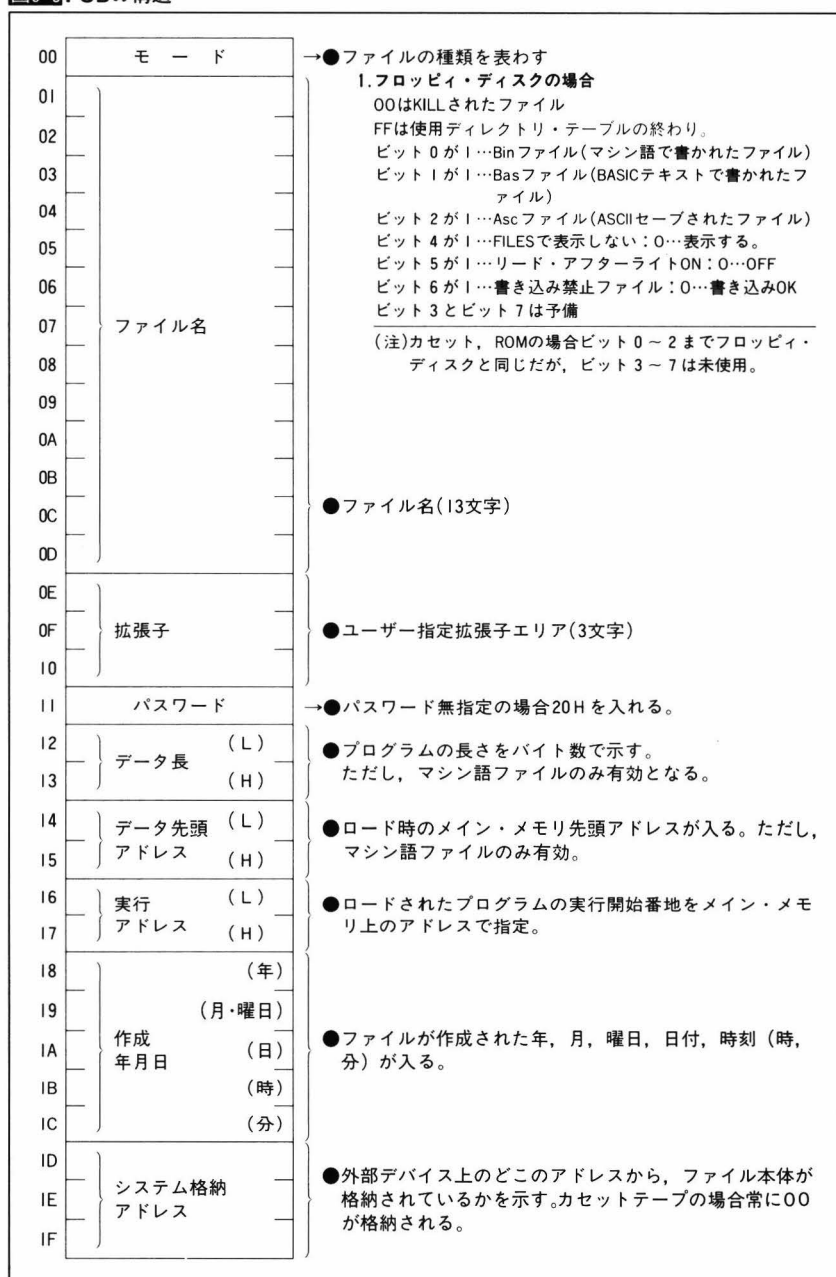 00 モード →●ファイルの種類を表わす
1.フロッピィ・ディスクの場合
00はKILLされたファイル
FFは使用ディレクトリ・テーブルの終わり。
ビット0が1…Binファイル(マシン語で書かれたファイル)
ビット1が1…Basファイル(BASICテキストで書かれたフ
ァイル)
ビット2が1…Ascファイル(ASCIIセーブされたファイル)
ビット4が1…FILESで表示しない:0…表示する。
ビット5が1…リード・アフターライトON:0…OFF
ビット6が1…書き込み禁止ファイル:0…書き込みOK
ビット3とビット7は予備
(注)カセット,ROMの場合ビット0~2までフロッピィ・
ディスクと同じだが,ビット3~7は未使用。
01
02
03
04
05
06
07 ファイル名
08
09
0A
0B
0C ●ファイル名(13文字)
0D
0E
0F 拡張子 ●ユーザー指定拡張子エリア(3文字)
10
11 パスワード →●パスワード無指定の場合20Hを入れる。
12 データ長 (L) ●プログラムの長さをバイト数で示す。
13 (H) ただし,マシン語ファイルのみ有効となる。
14 データ先頭 (L) ●ロード時のメイン・メモリ先頭アドレスが入る。ただし,
15 アドレス (H) マシン語ファイルのみ有効。
16 実行 (L) ●ロードされたプログラムの実行開始番地をメイン・メモ
17 アドレス (H) リ上のアドレスで指定。
18 (年)
19 (月・曜日)
1A 作成年月日 (日) ●ファイルが作成された年,月,曜日,日付,時刻(時,
1B (時) 分)が入る。
1C (分)
1D
1E システム格納アドレス ●外部デバイス上のどこのアドレスから,ファイル本体が
格納されているかを示す。カセットテープの場合常に00
1F が格納される。